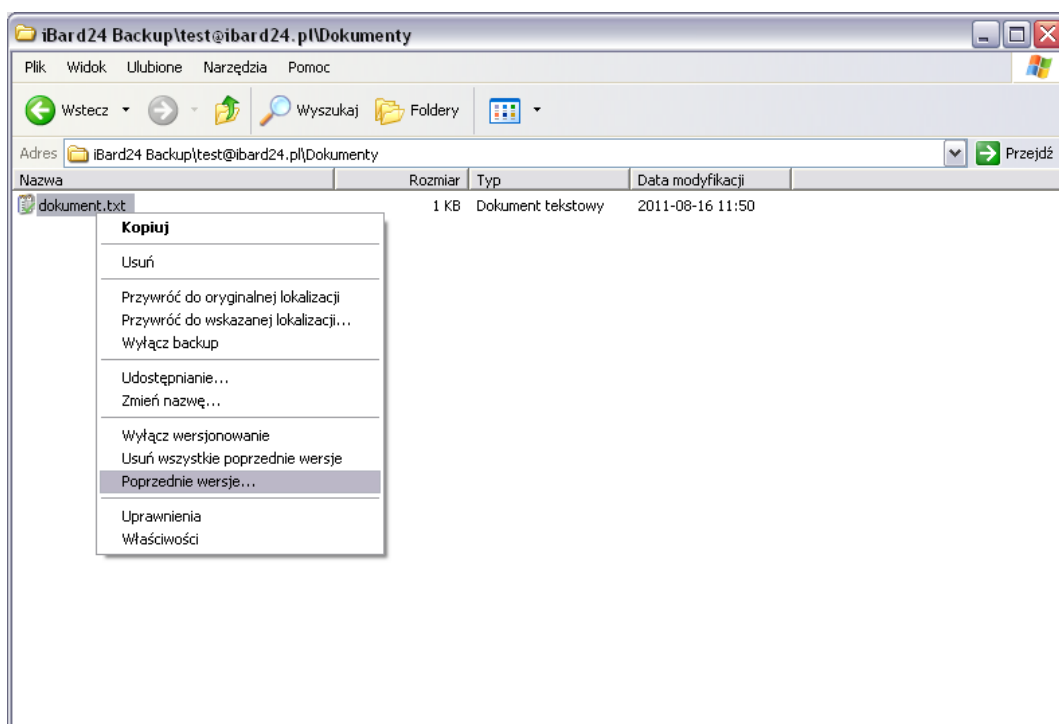 iBard24 Backup\test@ibard24.pl\Dokumenty
Plik Widok Ulubione Narzędzia Pomoc
Wstecz Wyszukaj Foldery
Adres iBard24 Backup\test@ibard24.pl\Dokumenty Przejdź
Nazwa Rozmiar Typ Data modyfikacji
dokument.txt 1 KB Dokument tekstowy 2011-08-16 11:50
Kopiuj
Usuń
Przywróć do oryginalnej lokalizacji
Przywróć do wskazanej lokalizacji...
Wyłącz backup
Udostępnianie...
Zmień nazwę...
Wyłącz wersjonowanie
Usuń wszystkie poprzednie wersje
Poprzednie wersje...
Uprawnienia
Właściwości